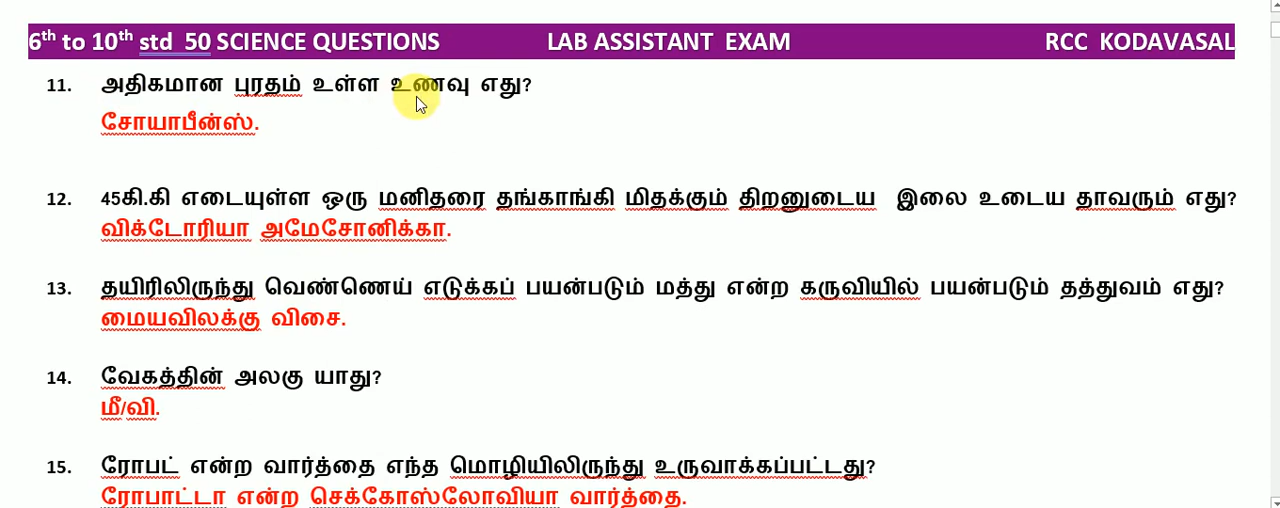 6th to 10th std 50 SCIENCE QUESTIONS LAB ASSISTANT EXAM RCC KODAVASAL
11. அதிகமான புரதம் உள்ள உணவு எது?
சோயாபீன்ஸ்.
12. 45கி.கி எடையுள்ள ஒரு மனிதரை தங்காங்கி மிதக்கும் திறனுடைய இலை உடைய தாவரும் எது?
விக்டோரியா அமேசோனிக்கா.
13. தயிரிலிருந்து வெண்ணெய் எடுக்கப் பயன்படும் மத்து என்ற கருவியில் பயன்படும் தத்துவம் எது?
மையவிலக்கு விசை.
14. வேகத்தின் அலகு யாது?
மீ/வி.
15. ரோபட் என்ற வார்த்தை எந்த மொழியிலிருந்து உருவாக்கப்பட்டது?
ரோபாட்டா என்ற செக்கோஸ்லோவியா வார்த்தை.